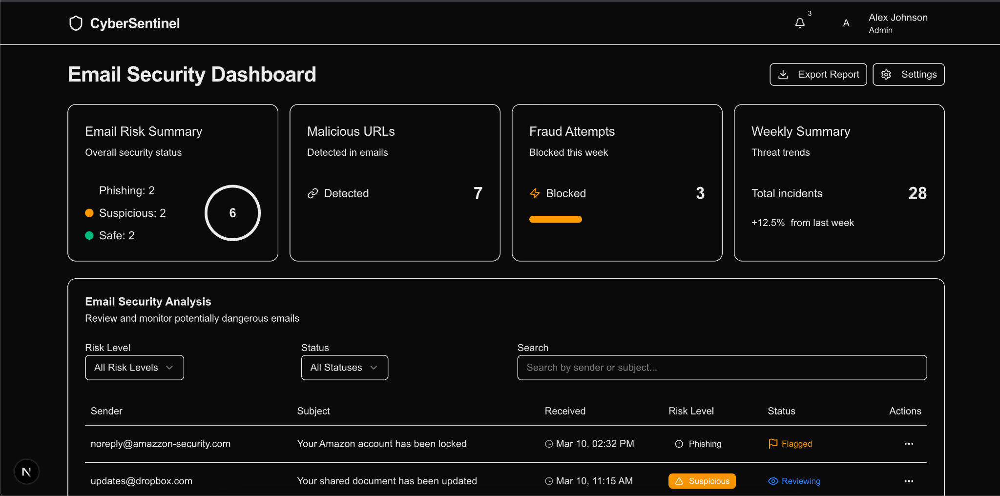 CyberSentinel
3
A
Alex Johnson
Admin
Email Security Dashboard
Export Report
Settings
Email Risk Summary
Overall security status
Phishing: 2
Suspicious: 2
Safe: 2
6
Malicious URLs
Detected in emails
Detected
7
Fraud Attempts
Blocked this week
Blocked
3
Weekly Summary
Threat trends
Total incidents
28
+12.5% from last week
Email Security Analysis
Review and monitor potentially dangerous emails
Risk Level
All Risk Levels
Status
All Statuses
Search
Search by sender or subject...
Sender Subject Received Risk Level Status Actions
noreply@amazzon-security.com Your Amazon account has been locked Mar 10, 02:32 PM Phishing Flagged ...
updates@dropbox.com Your shared document has been updated Mar 10, 11:15 AM Suspicious Reviewing ...
N